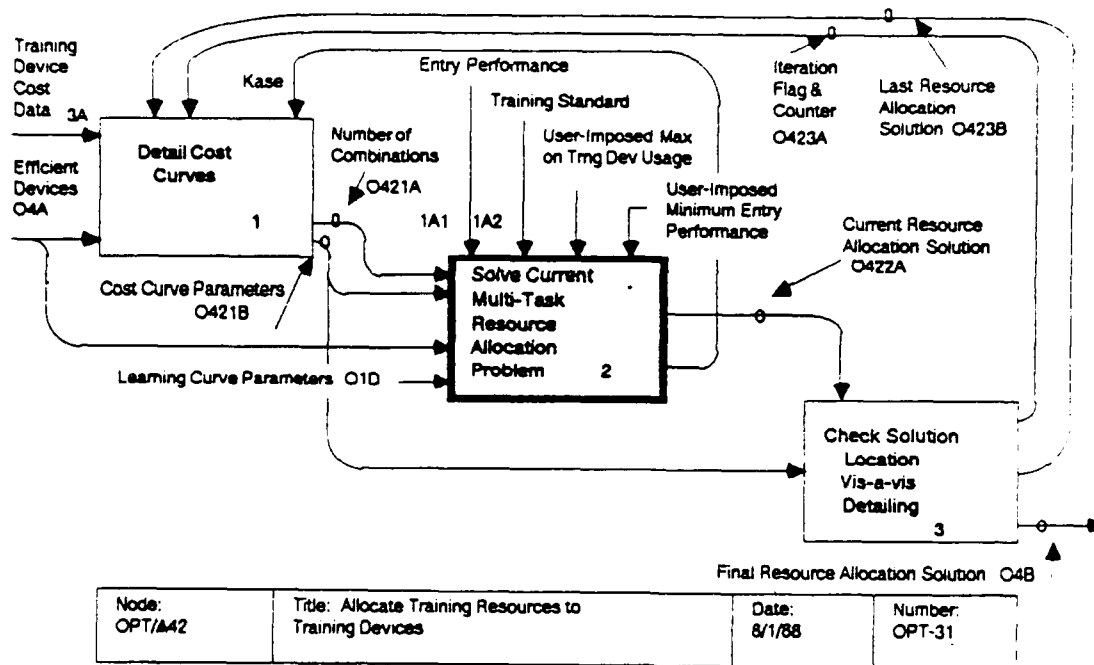 Training
Device
Cost
Data 3A
Efficient
Devices
O4A
Kase
Entry Performance
Training Standard
User-Imposed Max
on Trng Dev Usage
User-Imposed
Minimum Entry
Performance
Iteration
Flag &
Counter
O423A
Last Resource
Allocation
Solution O423B
Detail Cost
Curves
1
Number of
Combinations
O421A
1A1 1A2
Cost Curve Parameters
O421B
Current Resource
Allocation Solution
O422A
Solve Current
Multi-Task
Resource
Allocation
Problem 2
Learning Curve Parameters O1D
Check Solution
Location
Vis-a-vis
Detailing
3
Final Resource Allocation Solution O4B
Node:
OPT/A42
Title: Allocate Training Resources to
Training Devices
Date:
8/1/88
Number:
OPT-31